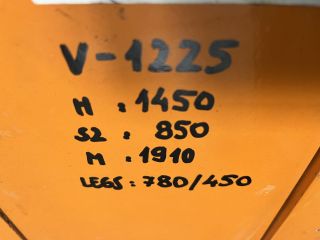 V-1225
H : 1450
S2 : 850
M : 1910
LEGS : 780/450